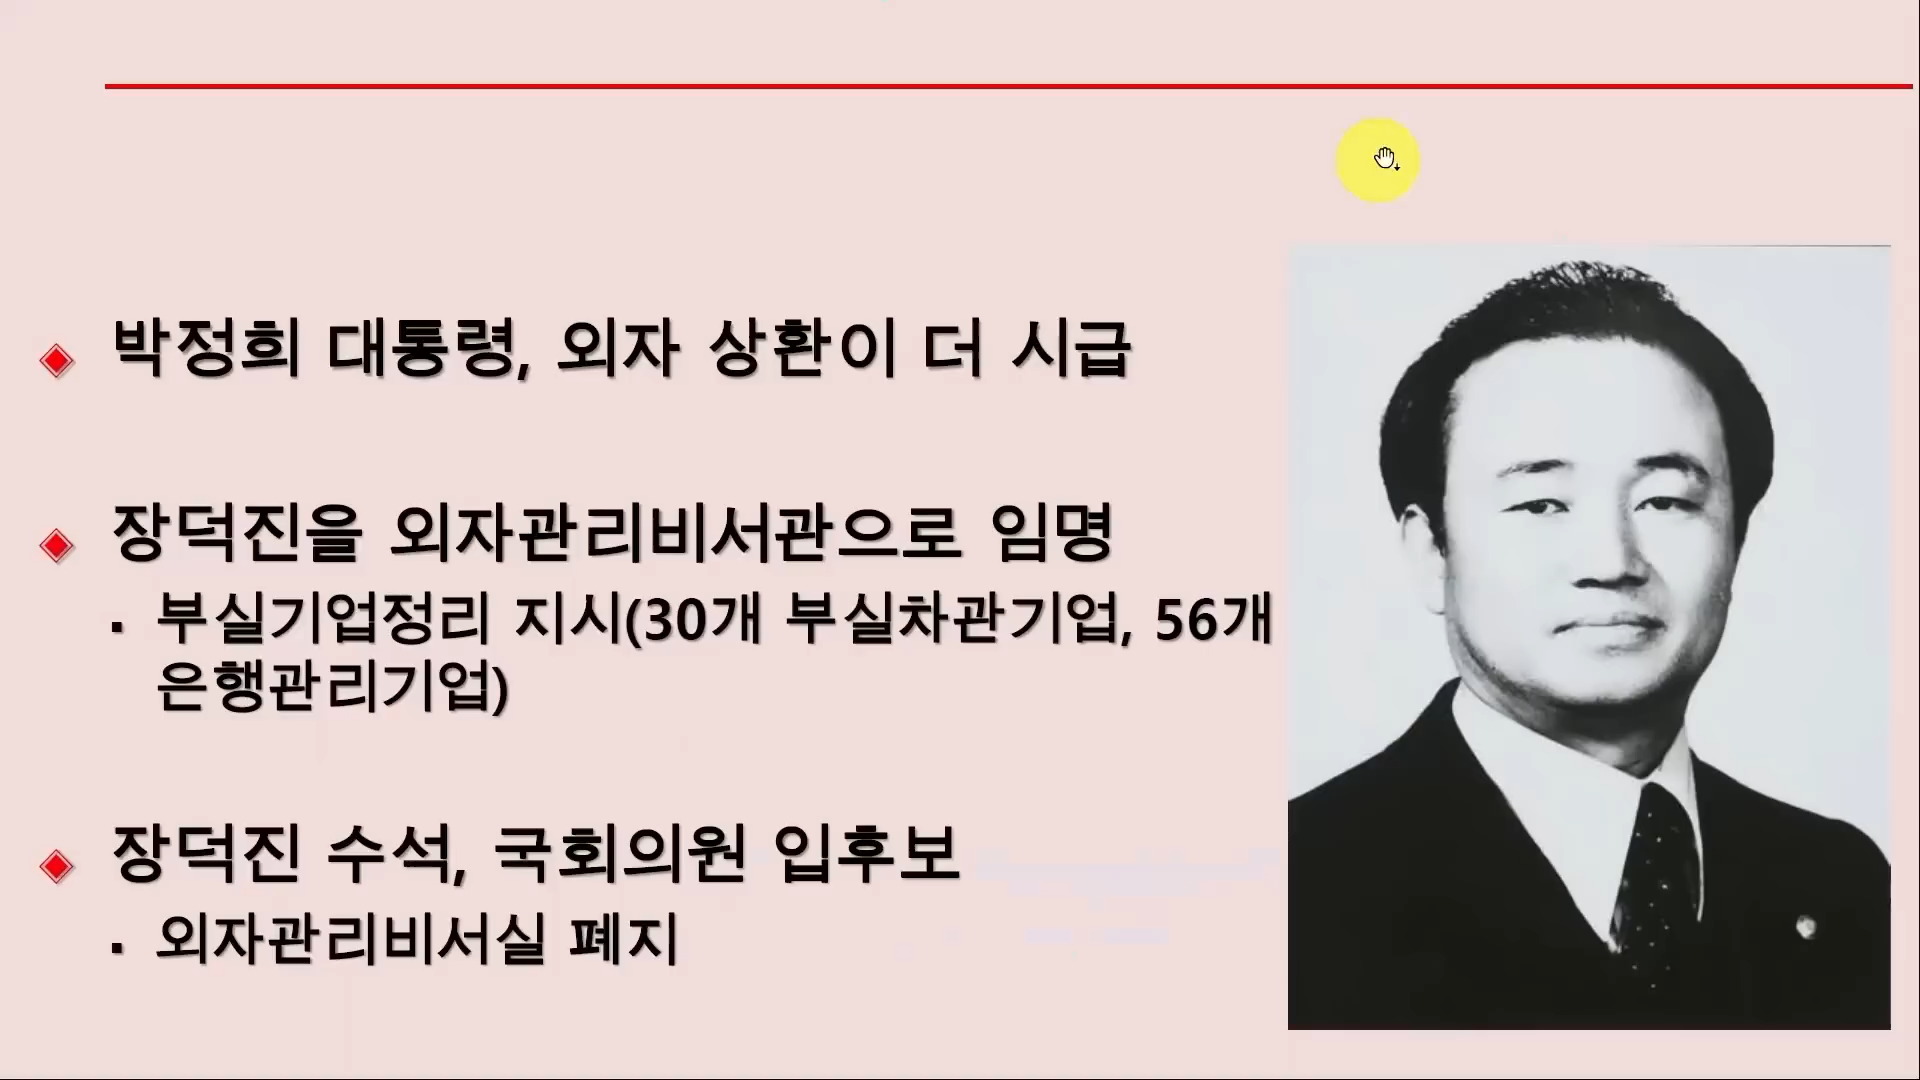 박정희 대통령, 외자 상환이 더 시급
장덕진을 외자관리비서관으로 임명
부실기업정리 지시(30개 부실차관기업, 56개
은행관리기업)
장덕진 수석, 국회의원 입후보
외자관리비서실 폐지